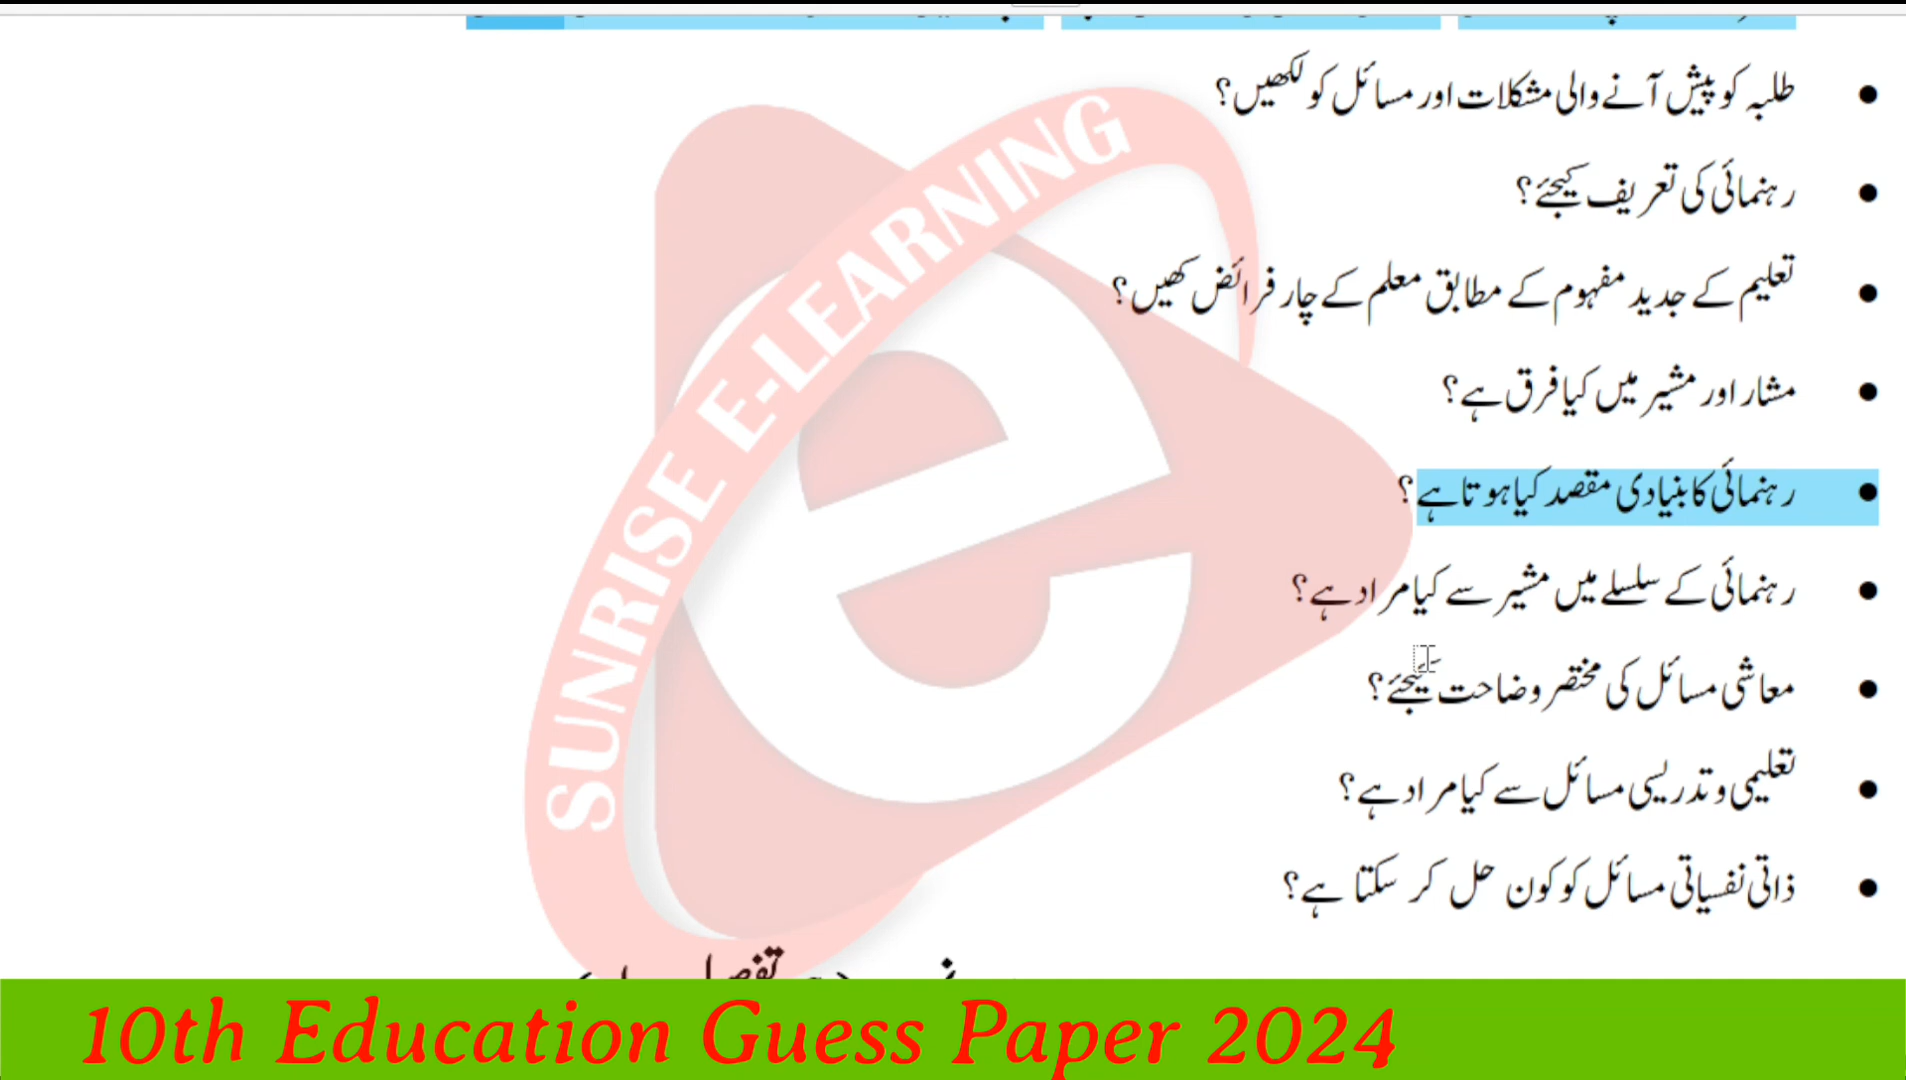 طلبہ کو پیش آنے والی مشکلات اور مسائل کو لکھیں؟
رہنمائی کی تعریف کیجئے؟
تعلیم کے جدید مفہوم کے مطابق معلم کے چار فرائض لکھیں؟
مشار اور مشیر میں کیا فرق ہے؟
رہنمائی کا بنیادی مقصد کیا ہوتا ہے؟
رہنمائی کے سلسلے میں مشیر سے کیا مراد ہے؟
معاشی مسائل کی مختصر وضاحت کیجئے؟
تعلیمی و تدریسی مسائل سے کیا مراد ہے؟
ذاتی نفسیاتی مسائل کو کون حل کر سکتا ہے؟
SUNRISE E-LEARNING
10th Education Guess Paper 2024